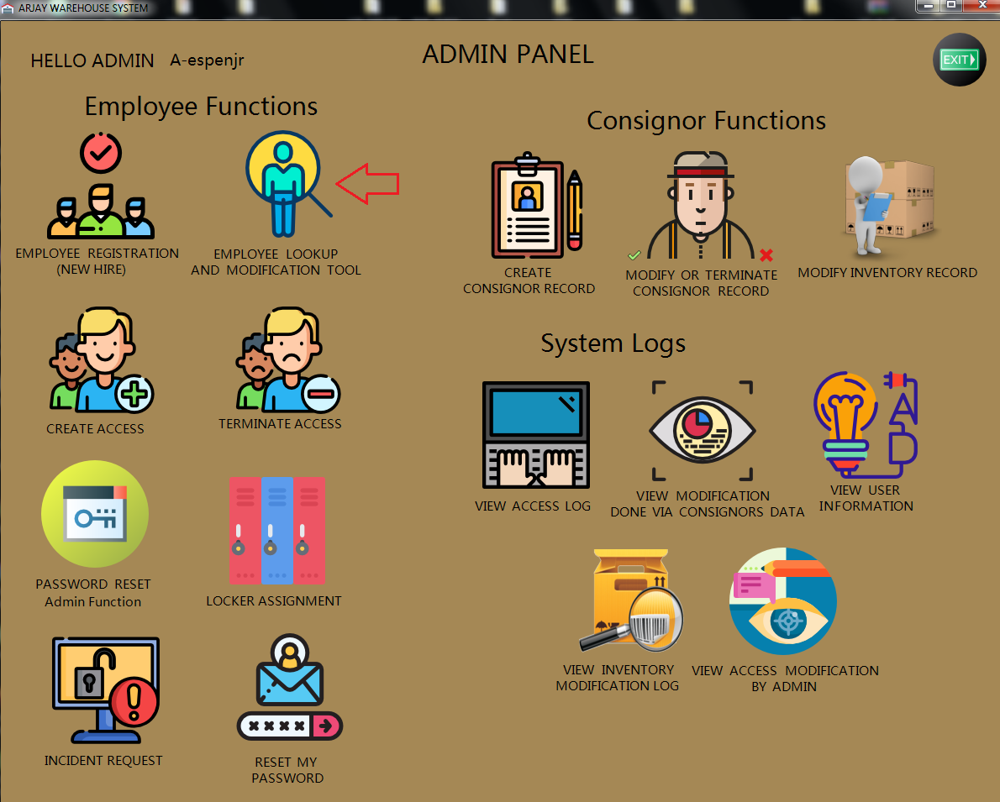 ARJAY WAREHOUSE SYSTEM
HELLO ADMIN A-espenjr
ADMIN PANEL
EXIT
Employee Functions
EMPLOYEE REGISTRATION
(NEW HIRE)
EMPLOYEE LOOKUP
AND MODIFICATION TOOL
CREATE ACCESS
TERMINATE ACCESS
PASSWORD RESET
Admin Function
LOCKER ASSIGNMENT
INCIDENT REQUEST
RESET MY
PASSWORD
Consignor Functions
CREATE
CONSIGNOR RECORD
MODIFY OR TERMINATE
CONSIGNOR RECORD
MODIFY INVENTORY RECORD
System Logs
VIEW ACCESS LOG
VIEW MODIFICATION
DONE VIA CONSIGNORS DATA
AD
VIEW USER
INFORMATION
VIEW INVENTORY
MODIFICATION LOG
VIEW ACCESS MODIFICATION
BY ADMIN